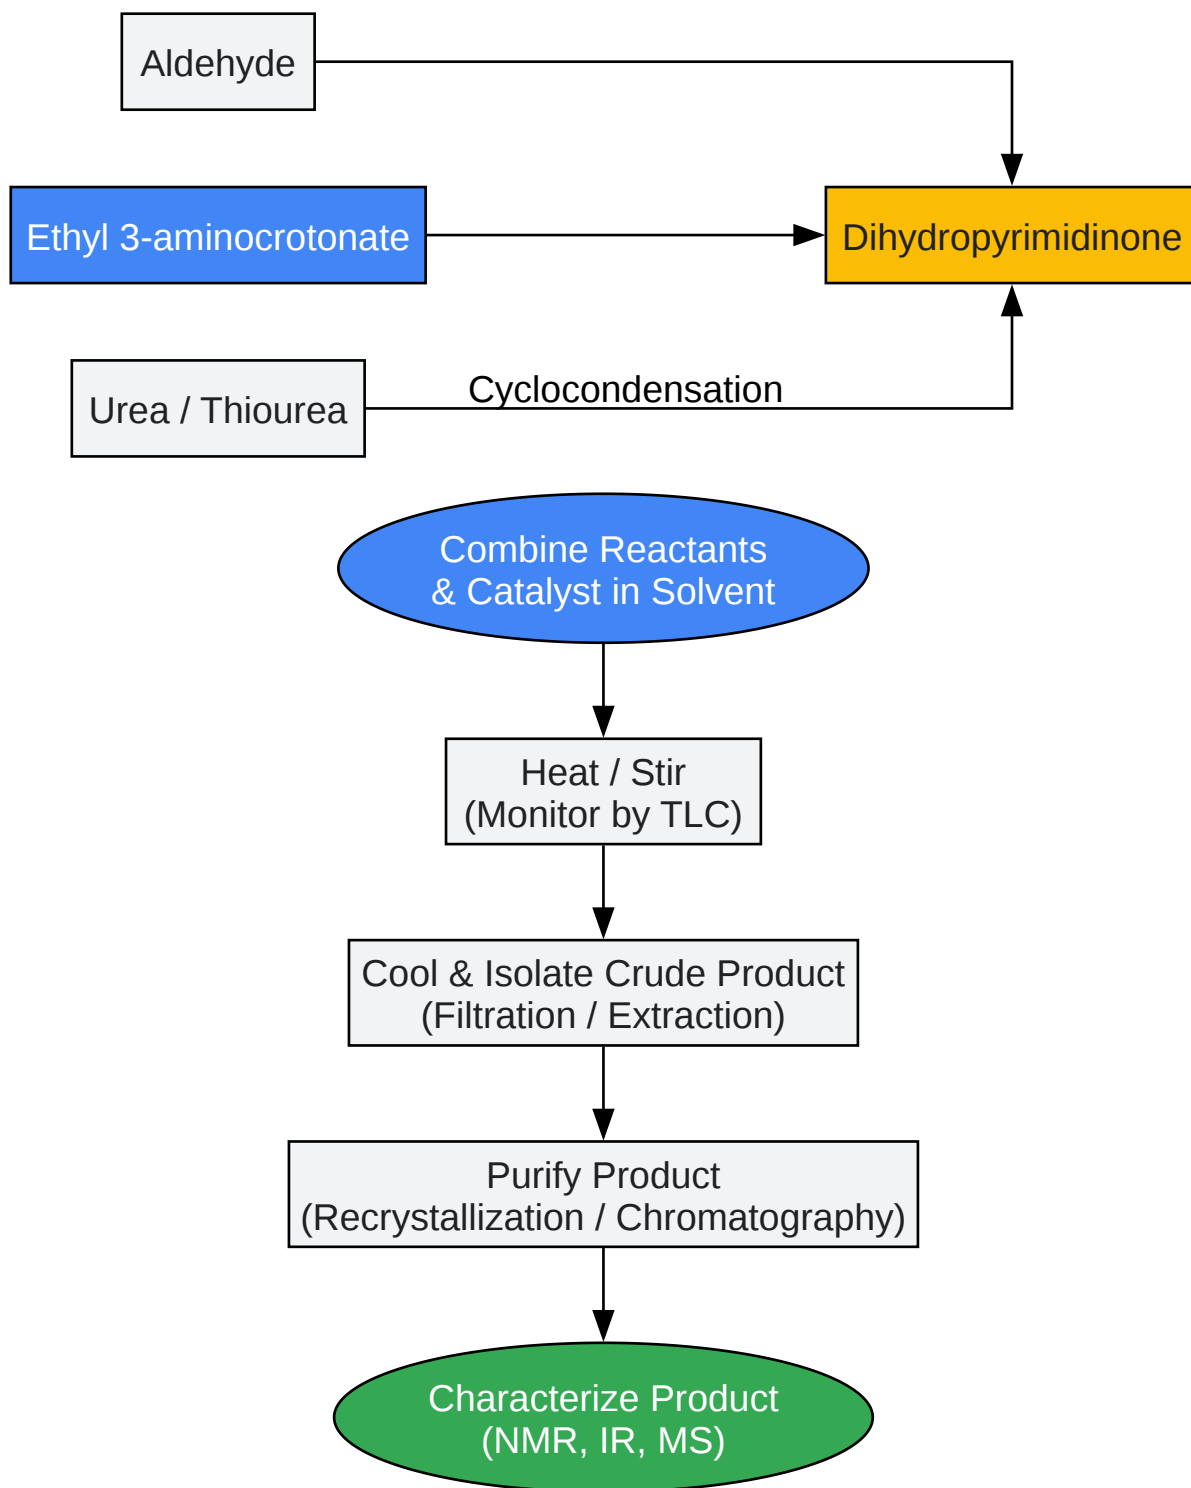 Aldehyde
Ethyl 3-aminocrotonate
Dihydropyrimidinone
Cyclocondensation
Urea / Thiourea
Combine Reactants
& Catalyst in Solvent
Heat / Stir
(Monitor by TLC)
Cool & Isolate Crude Product
(Filtration / Extraction)
Purify Product
(Recrystallization / Chromatography)
Characterize Product
(NMR, IR, MS)